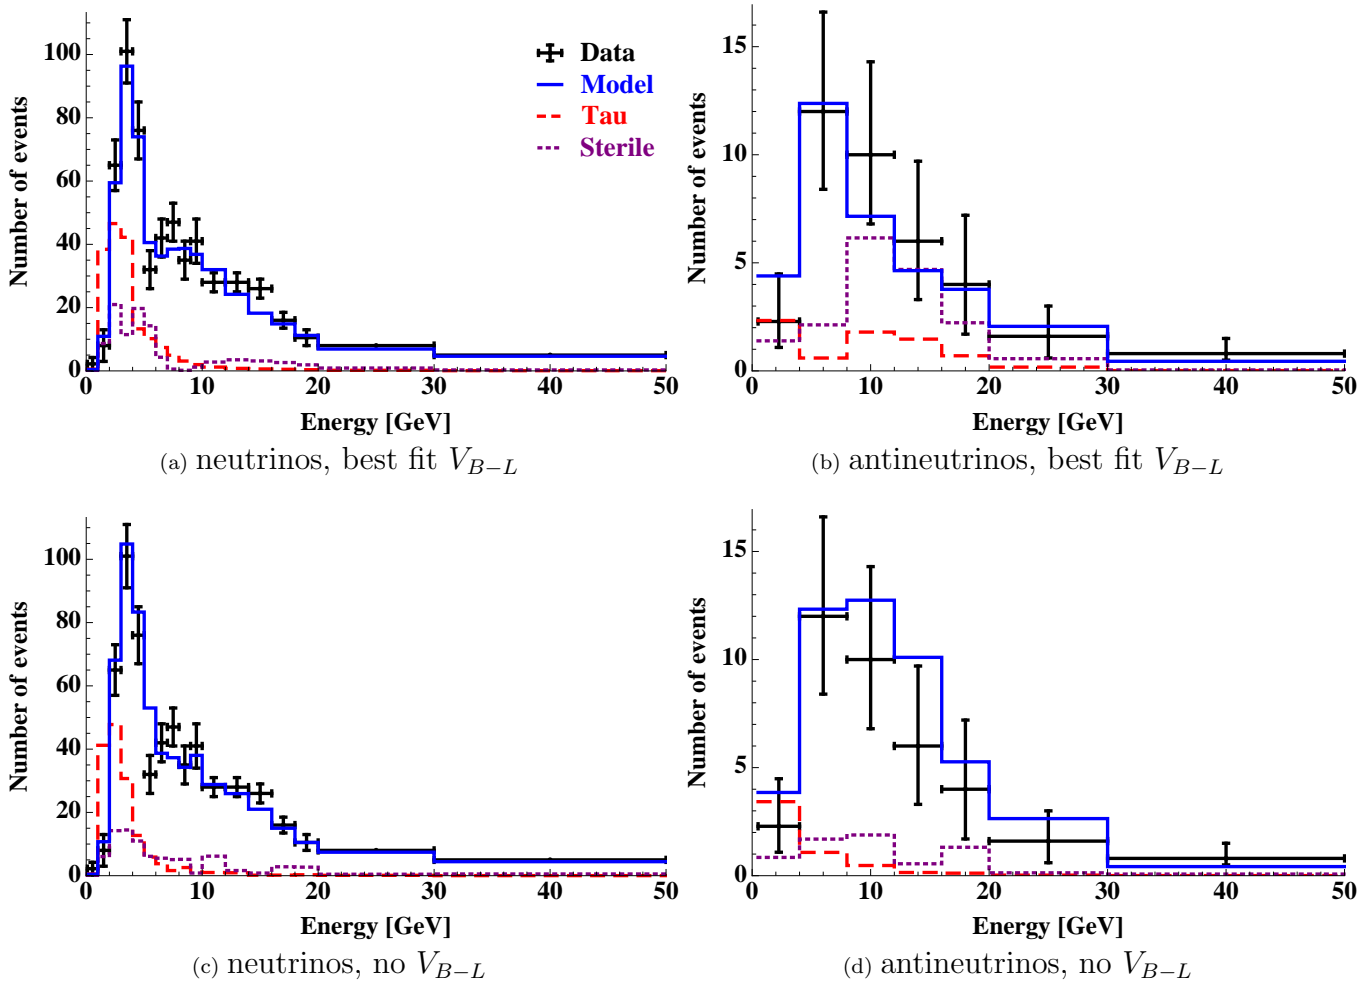 Number of events
100
80
60
40
20
0
0 10 20 30 40 50
Energy [GeV]
Data
Model
Tau
Sterile
(a) neutrinos, best fit V_{B−L}
Number of events
15
10
5
0
0 10 20 30 40 50
Energy [GeV]
(b) antineutrinos, best fit V_{B−L}
Number of events
100
80
60
40
20
0
0 10 20 30 40 50
Energy [GeV]
(c) neutrinos, no V_{B−L}
Number of events
15
10
5
0
0 10 20 30 40 50
Energy [GeV]
(d) antineutrinos, no V_{B−L}